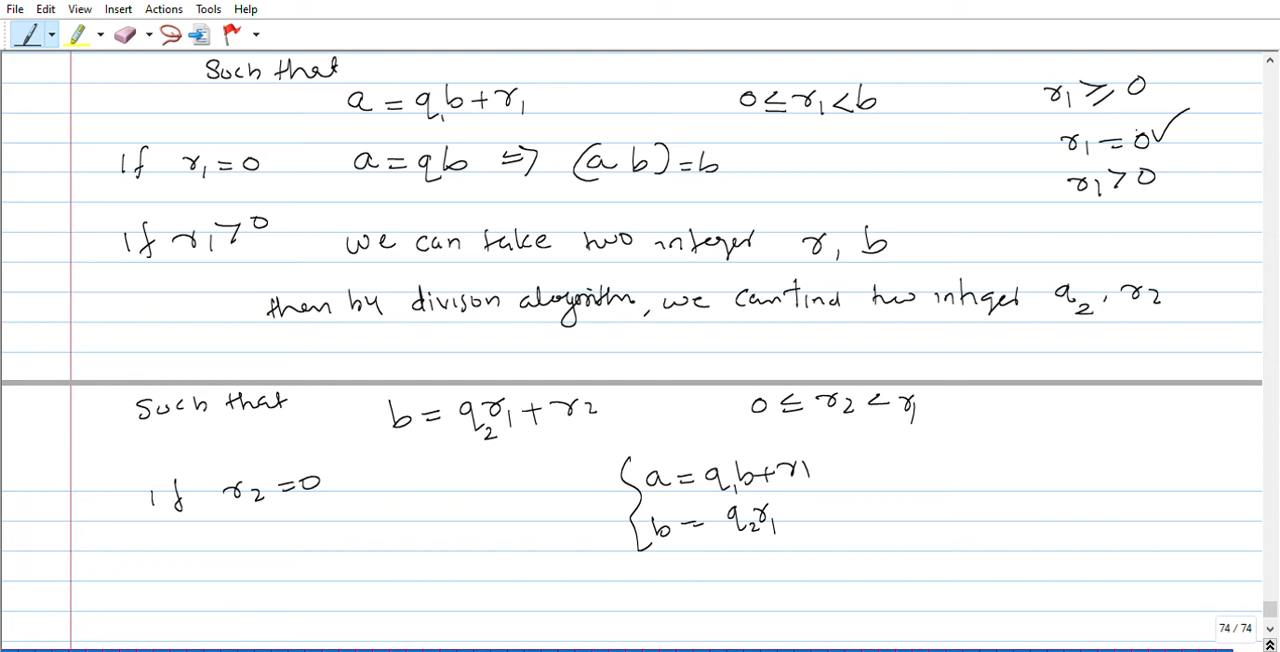 File Edit View Insert Actions Tools Help
Such that
a = q₁b + r₁ 0 ≤ r₁ < b r₁ ≥ 0
r₁ = 0 ✓
If r₁ = 0 a = qb ⇒ (a b) = b
r₁ > 0
If r₁ > 0 we can take two integer r₁ b
then by divison alogorithm, we can find two intiger q₂, r₂
Such that b = q₂r₁ + r₂ 0 ≤ r₂ < r₁
If r₂ = 0 { a = q₁b + r₁
b = q₂r₁
74 / 74